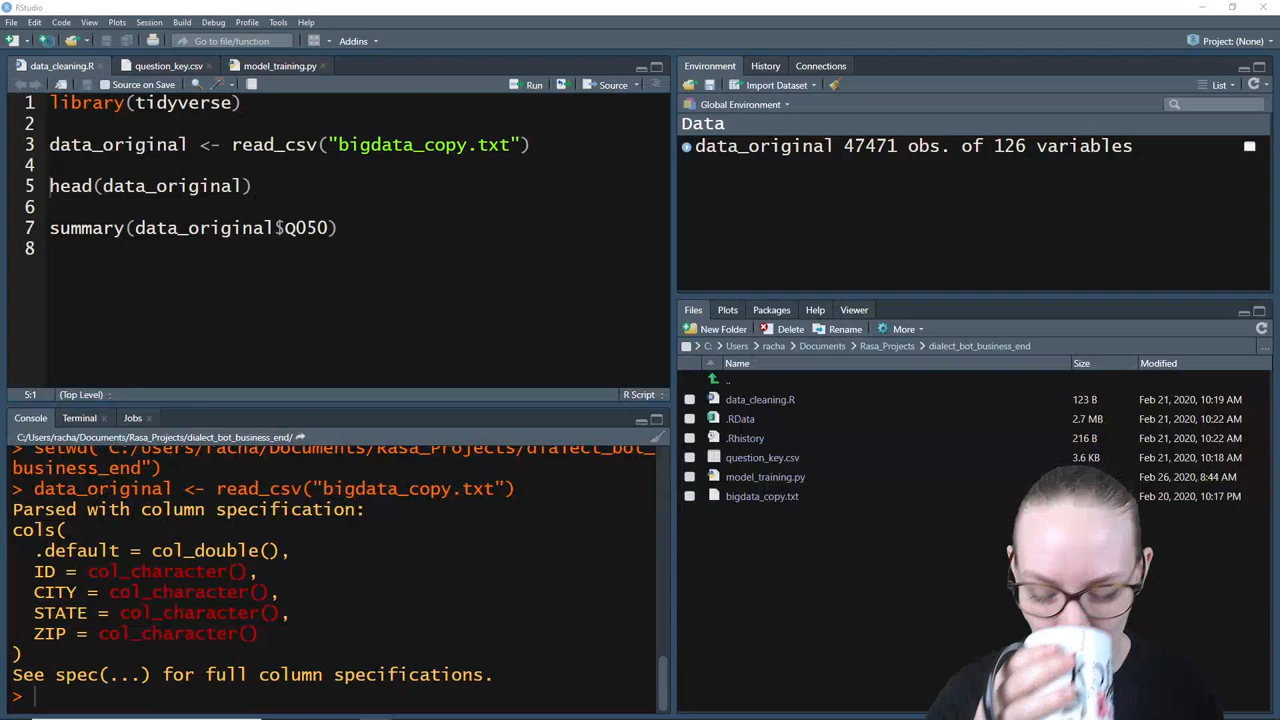 RStudio
File Edit Code View Plots Session Build Debug Profile Tools Help
Go to file/function Addins Project: (None)
data_cleaning.R question_key.csv model_training.py
Source on Save Run Source
1 library(tidyverse)
2
3 data_original <- read_csv("bigdata_copy.txt")
4
5 head(data_original)
6
7 summary(data_original$Q050)
8
5:1 (Top Level) R Script
Console Terminal Jobs
C:/Users/racha/Documents/Rasa_Projects/dialect_bot_business_end/
> setwd("C:/Users/racha/Documents/Rasa_Projects/dialect_bot_
business_end")
> data_original <- read_csv("bigdata_copy.txt")
Parsed with column specification:
cols(
.default = col_double(),
ID = col_character(),
CITY = col_character(),
STATE = col_character(),
ZIP = col_character()
)
See spec(...) for full column specifications.
>
Environment History Connections
Import Dataset List
Global Environment
Data
data_original 47471 obs. of 126 variables
Files Plots Packages Help Viewer
New Folder Delete Rename More
C: Users racha Documents Rasa_Projects dialect_bot_business_end
Name Size Modified
..
data_cleaning.R 123 B Feb 21, 2020, 10:19 AM
.RData 2.7 MB Feb 21, 2020, 10:22 AM
.Rhistory 216 B Feb 21, 2020, 10:22 AM
question_key.csv 3.6 KB Feb 21, 2020, 10:18 AM
model_training.py Feb 26, 2020, 8:44 AM
bigdata_copy.txt Feb 20, 2020, 10:17 PM